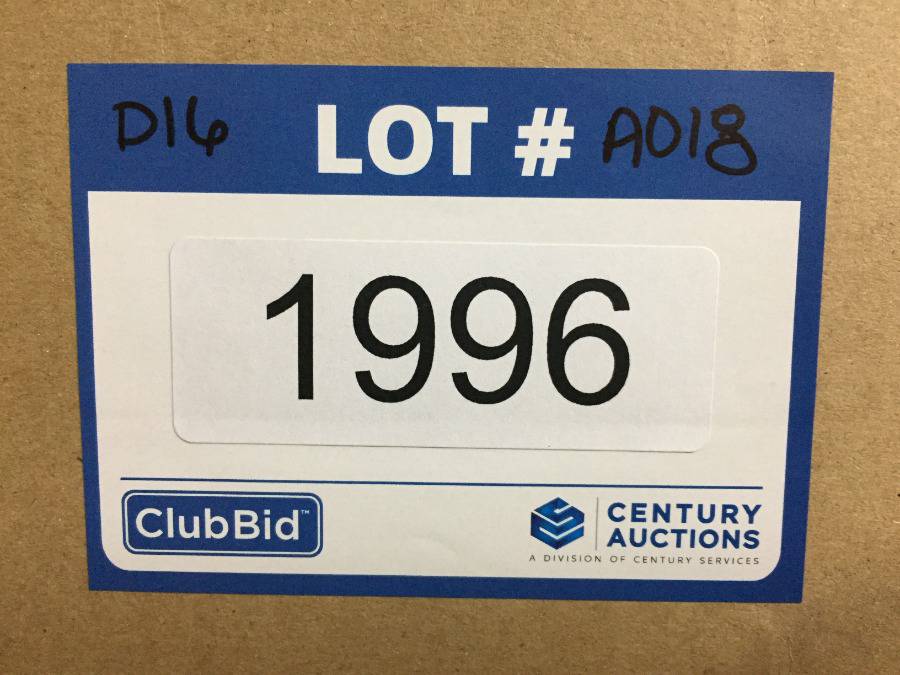 D16 LOT # A018
1996
ClubBid™
CENTURY
AUCTIONS
A DIVISION OF CENTURY SERVICES